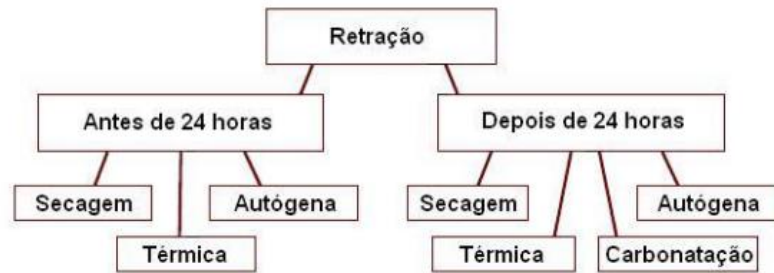 Retração
Antes de 24 horas
Depois de 24 horas
Secagem
Autógena
Térmica
Secagem
Autógena
Térmica
Carbonatação